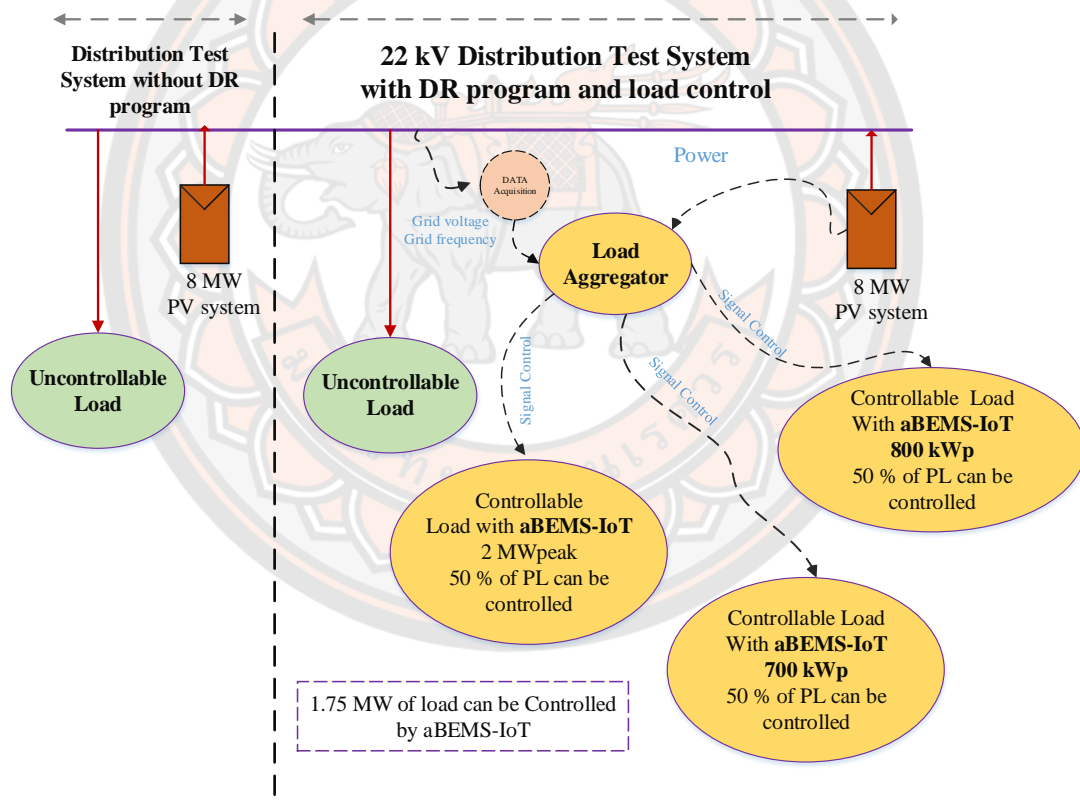 Distribution Test
System without DR
program
22 kV Distribution Test System
with DR program and load control
Power
DATA
Acquisition
Grid voltage
Grid frequency
Load
Aggregator
8 MW
PV system
8 MW
PV system
Signal Control
Signal Control
Signal Control
Uncontrollable
Load
Uncontrollable
Load
Controllable Load
With aBEMS-IoT
800 kWp
50 % of PL can be
controlled
Controllable
Load with aBEMS-IoT
2 MWpeak
50 % of PL can be
controlled
Controllable Load
With aBEMS-IoT
700 kWp
50 % of PL can be
controlled
1.75 MW of load can be Controlled
by aBEMS-IoT